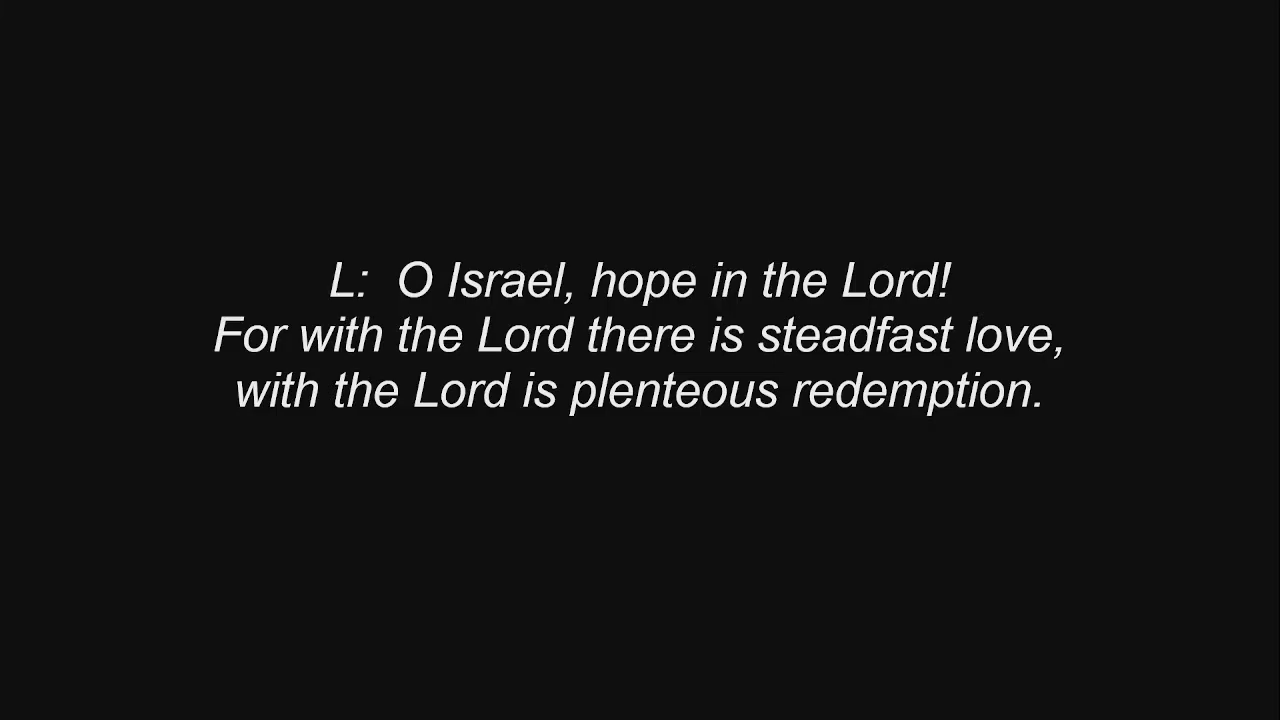 L:  O Israel, hope in the Lord!
For with the Lord there is steadfast love,
with the Lord is plenteous redemption.